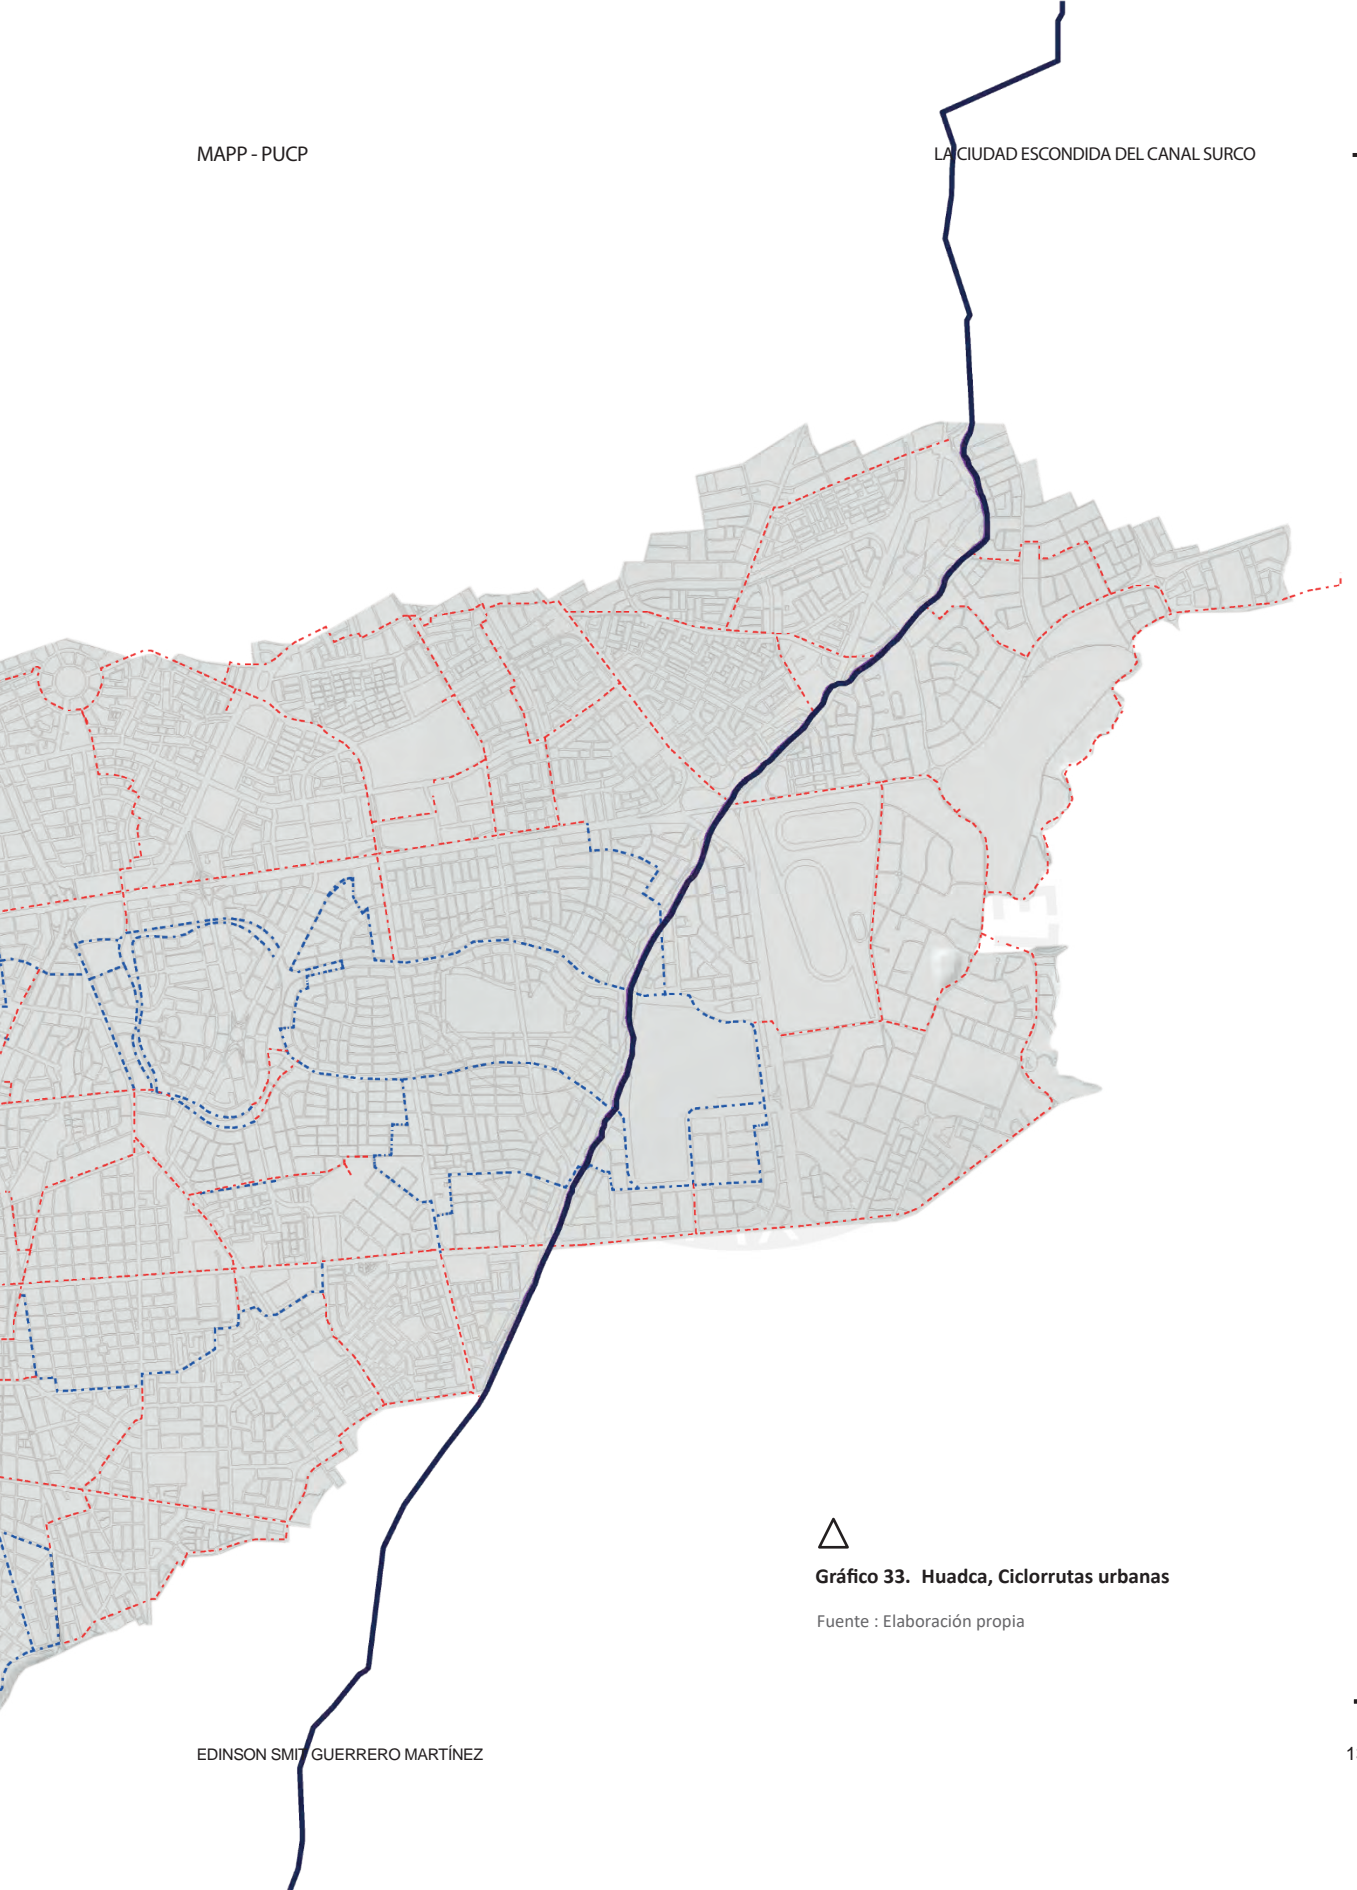 MAPP - PUCP
LA CIUDAD ESCONDIDA DEL CANAL SURCO
Gráfico 33. Huadca, Ciclorrutas urbanas
Fuente : Elaboración propia
EDINSON SMIT GUERRERO MARTÍNEZ